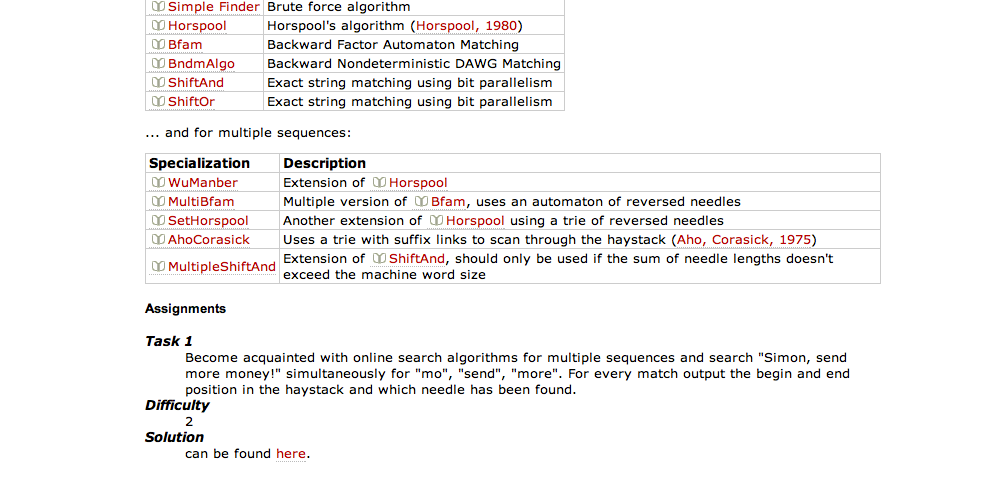 Simple Finder Brute force algorithm
Horspool Horspool's algorithm (Horspool, 1980)
Bfam Backward Factor Automaton Matching
BndmAlgo Backward Nondeterministic DAWG Matching
ShiftAnd Exact string matching using bit parallelism
ShiftOr Exact string matching using bit parallelism
... and for multiple sequences:
Specialization Description
WuManber Extension of Horspool
MultiBfam Multiple version of Bfam, uses an automaton of reversed needles
SetHorspool Another extension of Horspool using a trie of reversed needles
AhoCorasick Uses a trie with suffix links to scan through the haystack (Aho, Corasick, 1975)
MultipleShiftAnd Extension of ShiftAnd, should only be used if the sum of needle lengths doesn't
exceed the machine word size
Assignments
Task 1
Become acquainted with online search algorithms for multiple sequences and search "Simon, send
more money!" simultaneously for "mo", "send", "more". For every match output the begin and end
position in the haystack and which needle has been found.
Difficulty
2
Solution
can be found here.